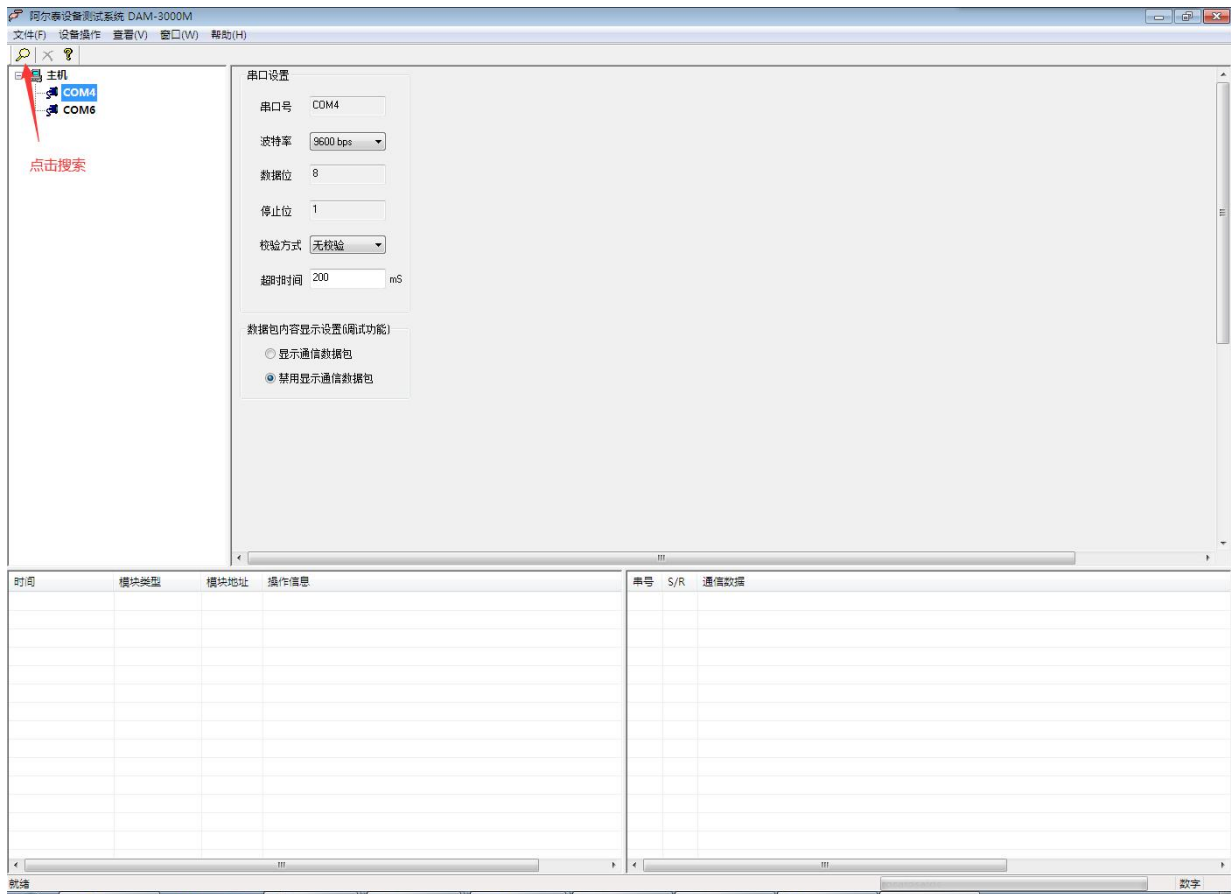 阿尔泰设备测试系统 DAM-3000M
文件(F) 设备操作 查看(V) 窗口(W) 帮助(H)
主机
COM4
COM6
点击搜索
串口设置
串口号 COM4
波特率 9600 bps
数据位 8
停止位 1
校验方式 无校验
超时时间 200 mS
数据包内容显示设置(调试功能)
显示通信数据包
禁用显示通信数据包
时间 模块类型 模块地址 操作信息
串号 S/R 通信数据
就绪 数字